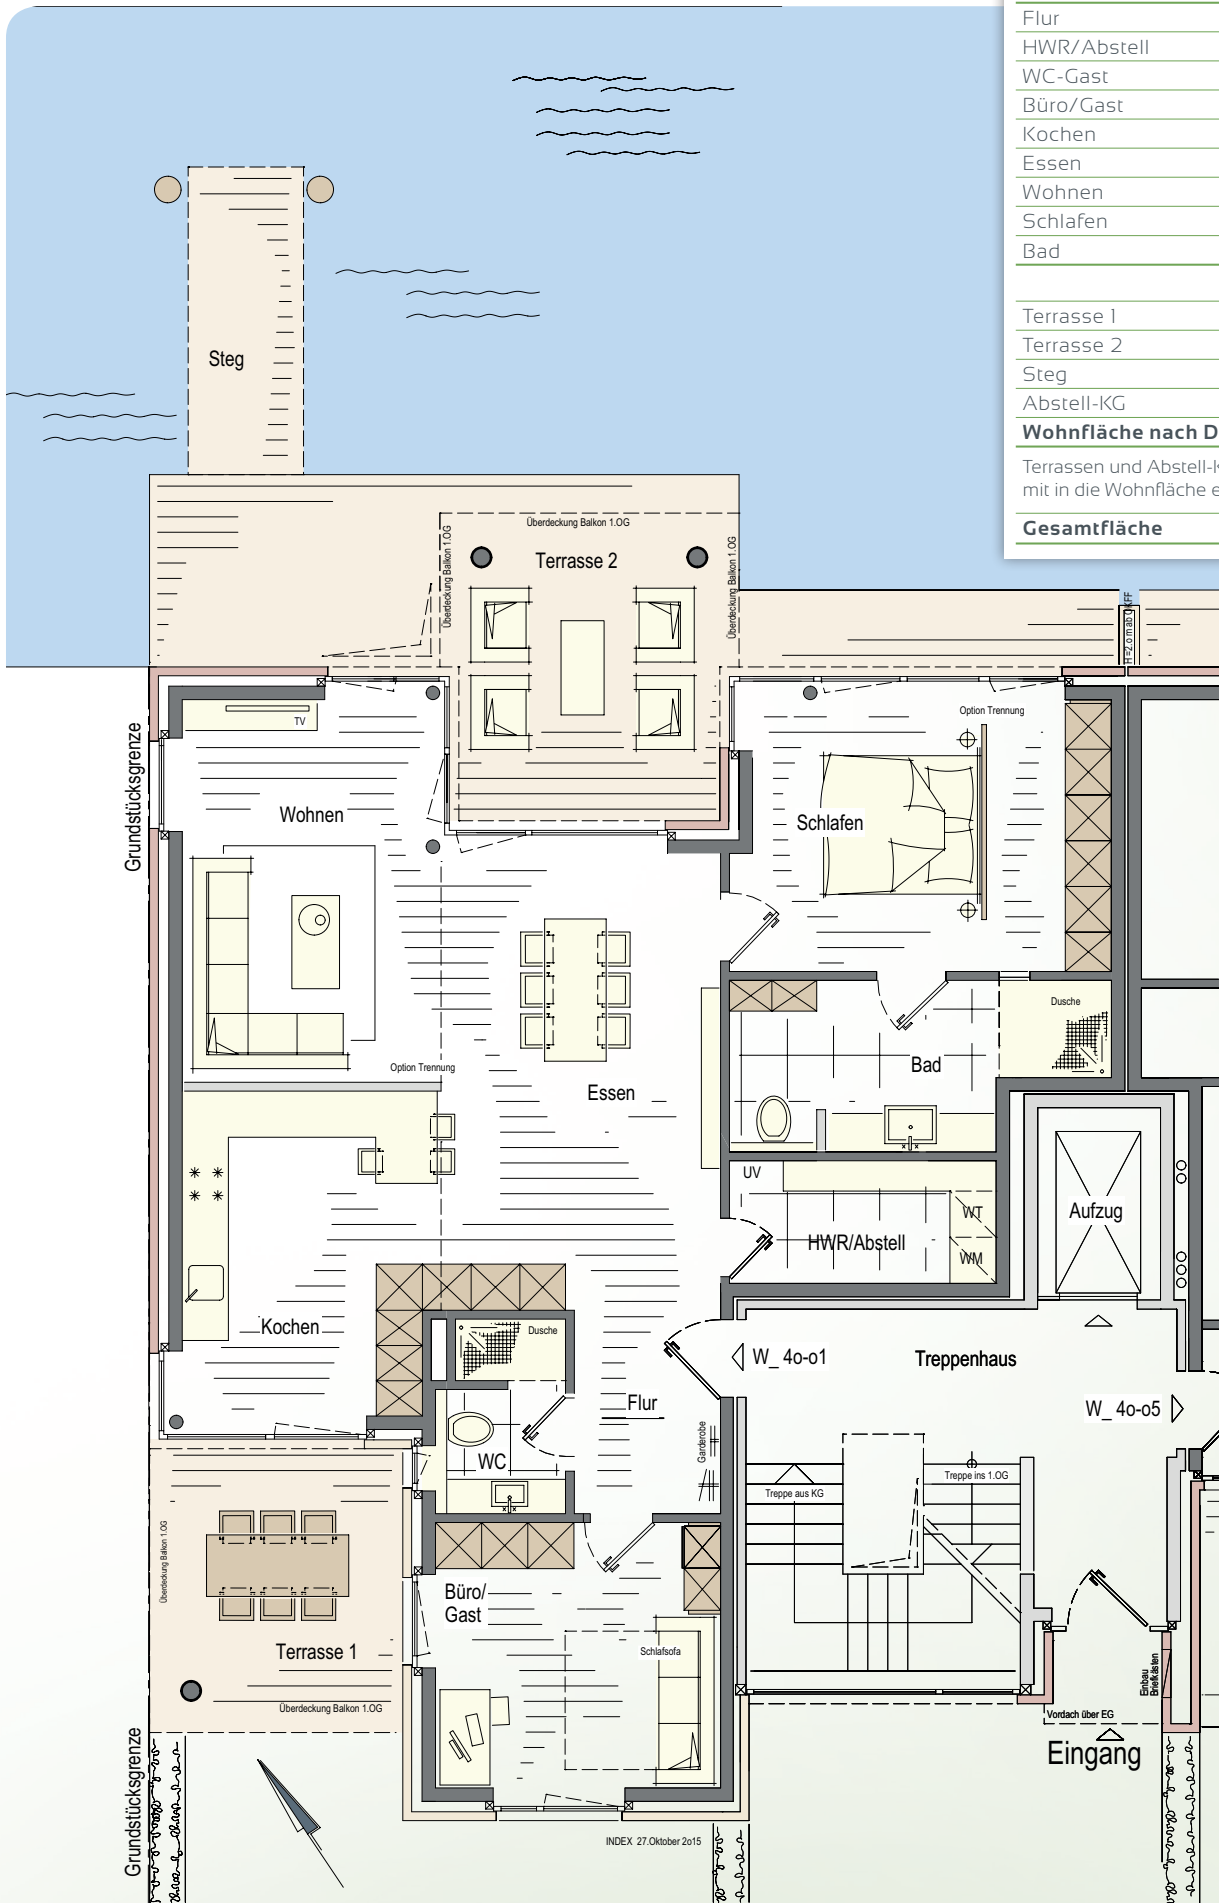 Flur
HWR/Abstell
WC-Gast
Büro/Gast
Kochen
Essen
Wohnen
Schlafen
Bad
Terrasse 1
Terrasse 2
Steg
Abstell-KG
Wohnfläche nach D
Terrassen und Abstell-K
mit in die Wohnfläche e
Gesamtfläche
Steg
Überdeckung Balkon 1.OG
Überdeckung Balkon 1.OG
Überdeckung Balkon 1.OG
Terrasse 2
H=2.o m ab OKFF
TV
Option Trennung
Grundstücksgrenze
Wohnen
Schlafen
Dusche
Option Trennung
Bad
Essen
UV
WT
Aufzug
HWR/Abstell
WM
Kochen
Dusche
W_ 4o-o1
Treppenhaus
Flur
W_ 4o-o5
Garderobe
WC
Treppe ins 1.OG
Treppe aus KG
Überdeckung Balkon 1.OG
Büro/
Gast
Terrasse 1
Schlafsofa
Einbau
Briefkästen
Überdeckung Balkon 1.OG
Vordach über EG
Eingang
Grundstücksgrenze
INDEX 27.Oktober 2o15